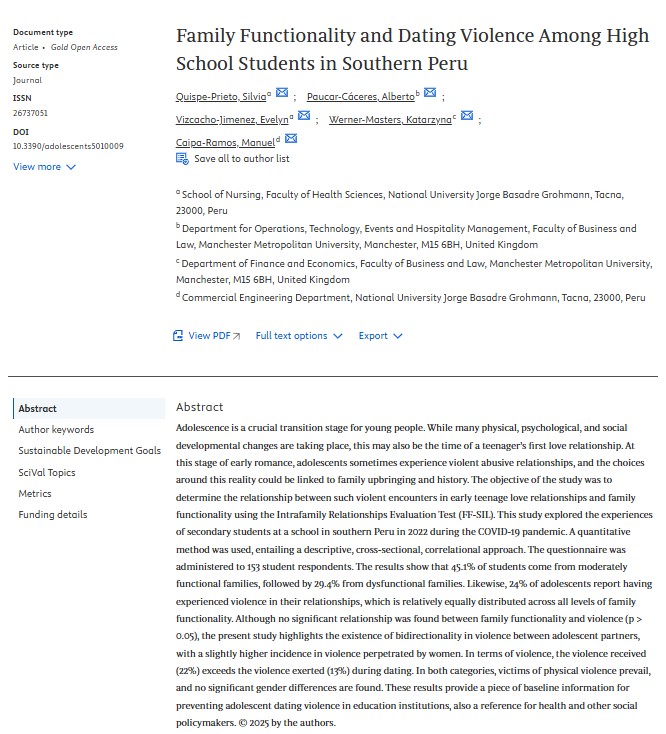 Document type
Article • Gold Open Access
Source type
Journal
ISSN
26737051
DOI
10.3390/adolescents5010009
View more
Family Functionality and Dating Violence Among High
School Students in Southern Peru
Quispe-Prieto, Silviaᵃ ; Paucar-Cáceres, Albertoᵇ ;
Vizcacho-Jimenez, Evelynᵃ ; Werner-Masters, Katarzynaᶜ ;
Caipa-Ramos, Manuelᵈ
Save all to author list
ᵃ School of Nursing, Faculty of Health Sciences, National University Jorge Basadre Grohmann, Tacna,
23000, Peru
ᵇ Department for Operations, Technology, Events and Hospitality Management, Faculty of Business and
Law, Manchester Metropolitan University, Manchester, M15 6BH, United Kingdom
ᶜ Department of Finance and Economics, Faculty of Business and Law, Manchester Metropolitan University,
Manchester, M15 6BH, United Kingdom
ᵈ Commercial Engineering Department, National University Jorge Basadre Grohmann, Tacna, 23000, Peru
View PDF Full text options Export
Abstract
Author keywords
Sustainable Development Goals
SciVal Topics
Metrics
Funding details
Abstract
Adolescence is a crucial transition stage for young people. While many physical, psychological, and social
developmental changes are taking place, this may also be the time of a teenager's first love relationship. At
this stage of early romance, adolescents sometimes experience violent abusive relationships, and the choices
around this reality could be linked to family upbringing and history. The objective of the study was to
determine the relationship between such violent encounters in early teenage love relationships and family
functionality using the Intrafamily Relationships Evaluation Test (FF-SIL). This study explored the experiences
of secondary students at a school in southern Peru in 2022 during the COVID-19 pandemic. A quantitative
method was used, entailing a descriptive, cross-sectional, correlational approach. The questionnaire was
administered to 153 student respondents. The results show that 45.1% of students come from moderately
functional families, followed by 29.4% from dysfunctional families. Likewise, 24% of adolescents report having
experienced violence in their relationships, which is relatively equally distributed across all levels of family
functionality. Although no significant relationship was found between family functionality and violence (p >
0.05), the present study highlights the existence of bidirectionality in violence between adolescent partners,
with a slightly higher incidence in violence perpetrated by women. In terms of violence, the violence received
(22%) exceeds the violence exerted (13%) during dating. In both categories, victims of physical violence prevail,
and no significant gender differences are found. These results provide a piece of baseline information for
preventing adolescent dating violence in education institutions, also a reference for health and other social
policymakers. © 2025 by the authors.